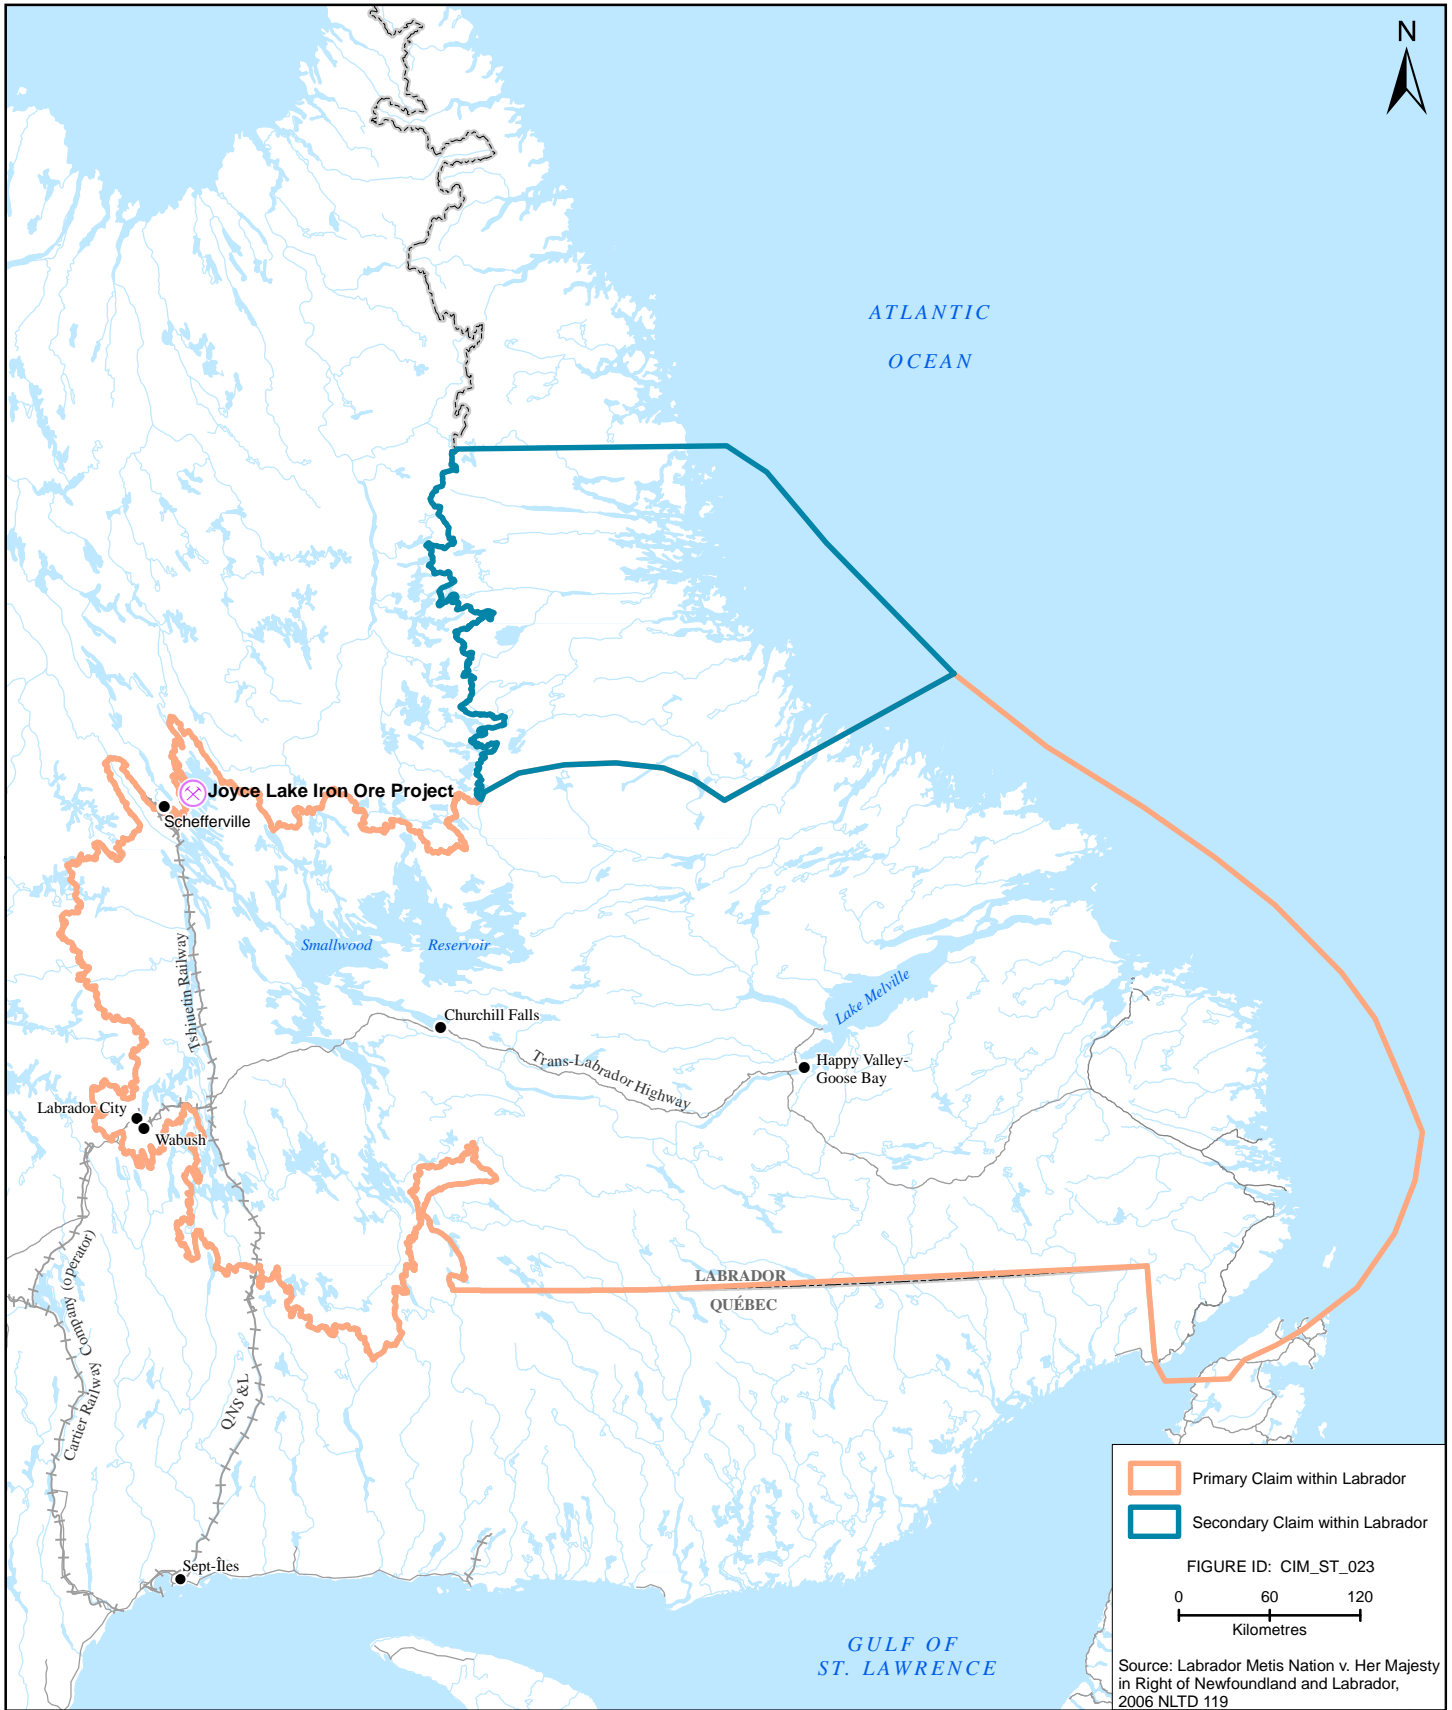 N
ATLANTIC
OCEAN
Joyce Lake Iron Ore Project
Schefferville
Smallwood
Reservoir
Tshiuetin Railway
Lake Melville
Churchill Falls
Trans-Labrador Highway
Happy Valley-
Goose Bay
Labrador City
Wabush
Cartier Railway Company (operator)
QNS&L
LABRADOR
QUÉBEC
Sept-Îles
GULF OF
ST. LAWRENCE
Primary Claim within Labrador
Secondary Claim within Labrador
FIGURE ID: CIM_ST_023
0 60 120
Kilometres
Source: Labrador Metis Nation v. Her Majesty
in Right of Newfoundland and Labrador,
2006 NLTD 119